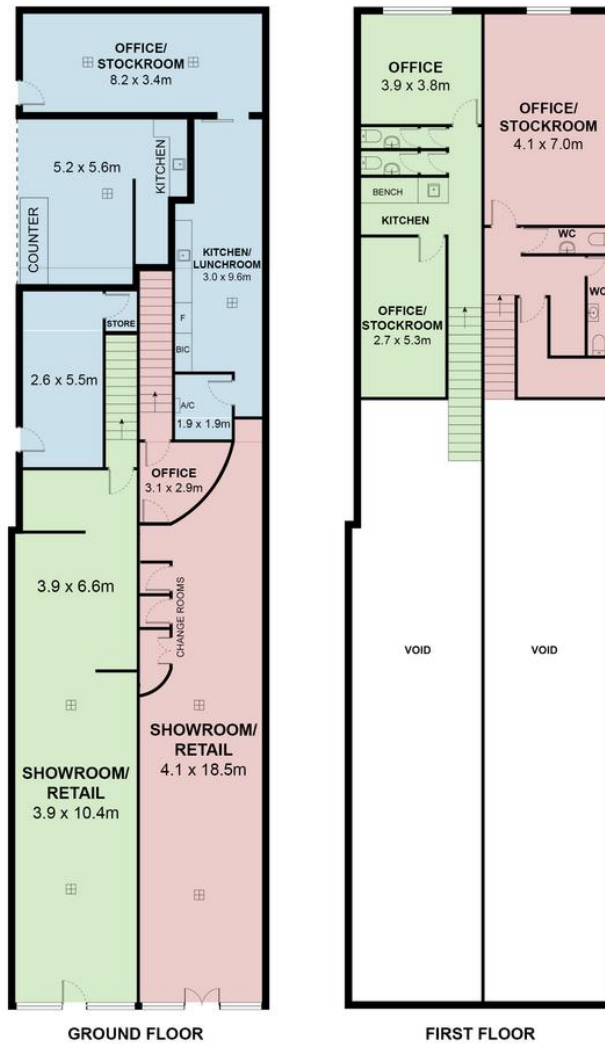 OFFICE/
STOCKROOM
8.2 x 3.4m
5.2 x 5.6m
KITCHEN
COUNTER
KITCHEN/
LUNCHROOM
3.0 x 9.6m
F
BIC
STORE
2.6 x 5.5m
A/C
1.9 x 1.9m
OFFICE
3.1 x 2.9m
3.9 x 6.6m
CHANGE ROOMS
SHOWROOM/
RETAIL
4.1 x 18.5m
SHOWROOM/
RETAIL
3.9 x 10.4m
GROUND FLOOR
OFFICE
3.9 x 3.8m
OFFICE/
STOCKROOM
4.1 x 7.0m
BENCH
KITCHEN
WC
WC
OFFICE/
STOCKROOM
2.7 x 5.3m
VOID
VOID
FIRST FLOOR